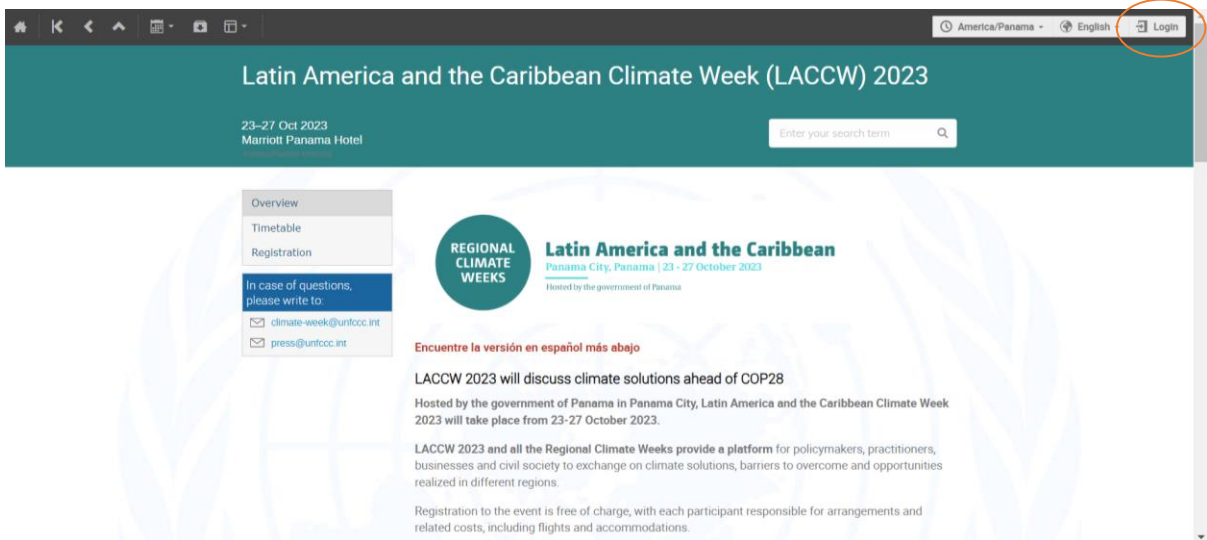 America/Panama
English
Login
Latin America and the Caribbean Climate Week (LACCW) 2023
23–27 Oct 2023
Marriott Panama Hotel
Enter your search term
Overview
Timetable
Registration
In case of questions,
please write to:
climate-week@unfccc.int
press@unfccc.int
REGIONAL
CLIMATE
WEEKS
Latin America and the Caribbean
Panama City, Panama | 23 - 27 October 2023
Hosted by the government of Panama
Encuentre la versión en español más abajo
LACCW 2023 will discuss climate solutions ahead of COP28
Hosted by the government of Panama in Panama City, Latin America and the Caribbean Climate Week
2023 will take place from 23-27 October 2023.
LACCW 2023 and all the Regional Climate Weeks provide a platform for policymakers, practitioners,
businesses and civil society to exchange on climate solutions, barriers to overcome and opportunities
realized in different regions.
Registration to the event is free of charge, with each participant responsible for arrangements and
related costs, including flights and accommodations.